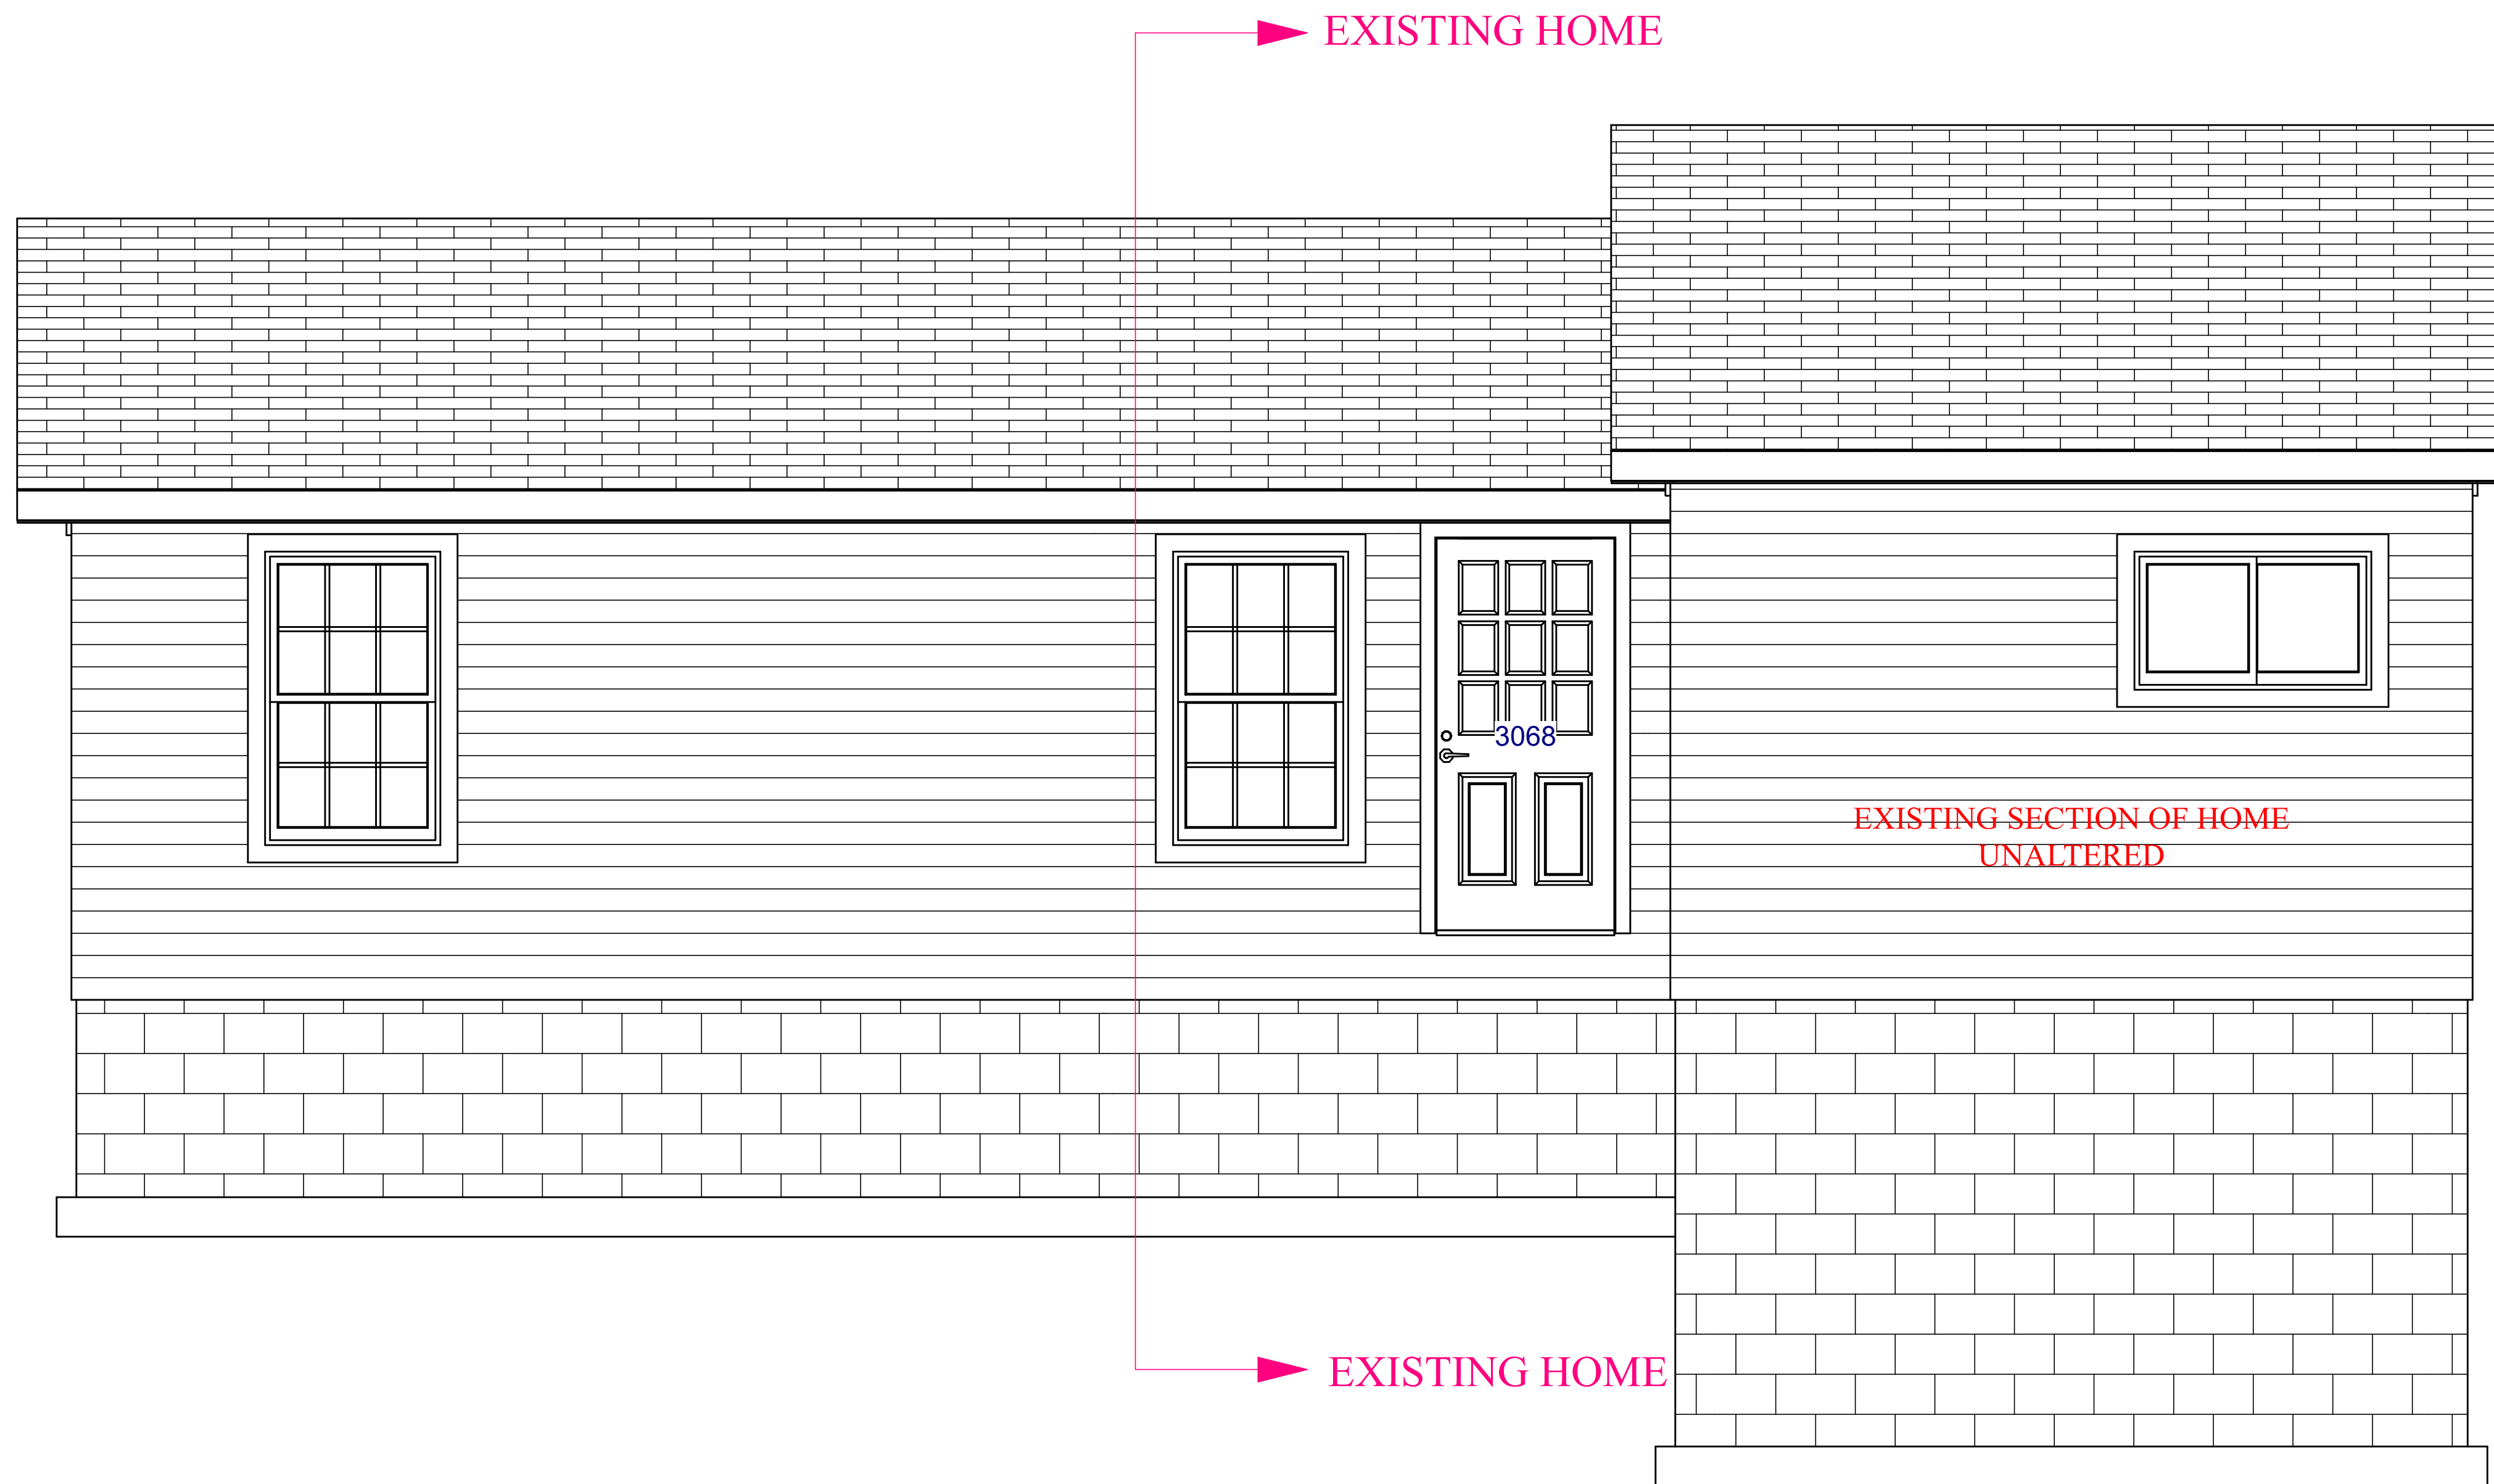 EXISTING HOME
3068
EXISTING SECTION OF HOME
UNALTERED
EXISTING HOME